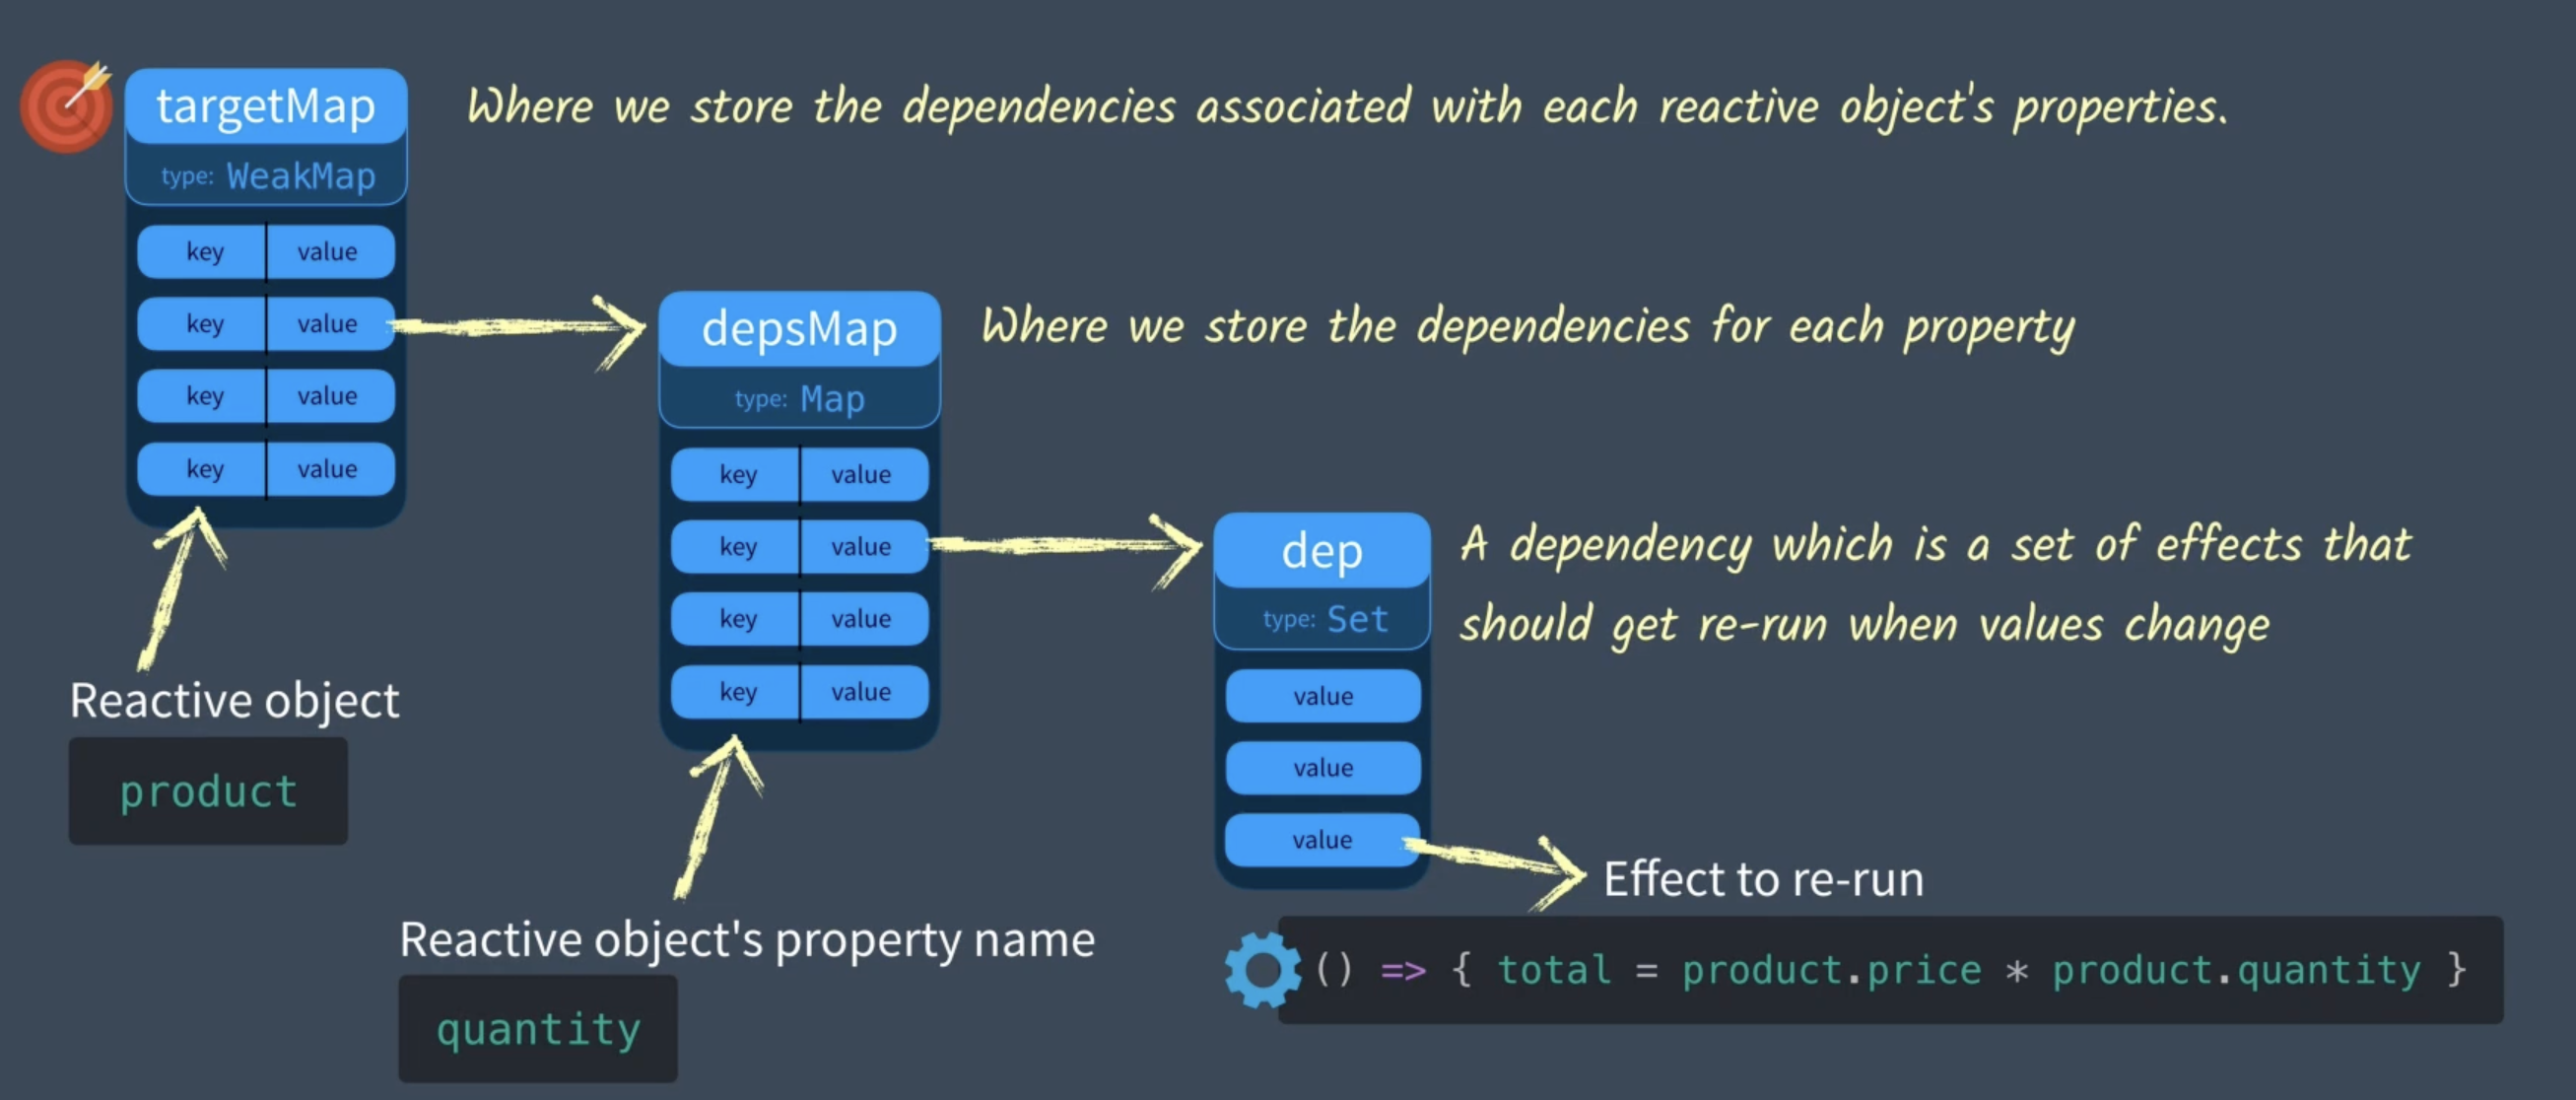 targetMap
Where we store the dependencies associated with each reactive object's properties.
type: WeakMap
key value
key value
key value
key value
Reactive object
product
depsMap
Where we store the dependencies for each property
type: Map
key value
key value
key value
key value
Reactive object's property name
quantity
dep
A dependency which is a set of effects that
should get re-run when values change
type: Set
value
value
value
Effect to re-run
() => { total = product.price * product.quantity }